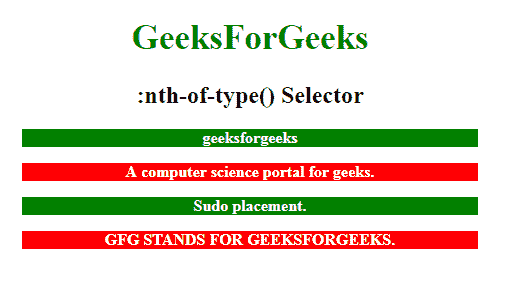 GeeksForGeeks
:nth-of-type() Selector
geeksforgeeks
A computer science portal for geeks.
Sudo placement.
GFG STANDS FOR GEEKSFORGEEKS.